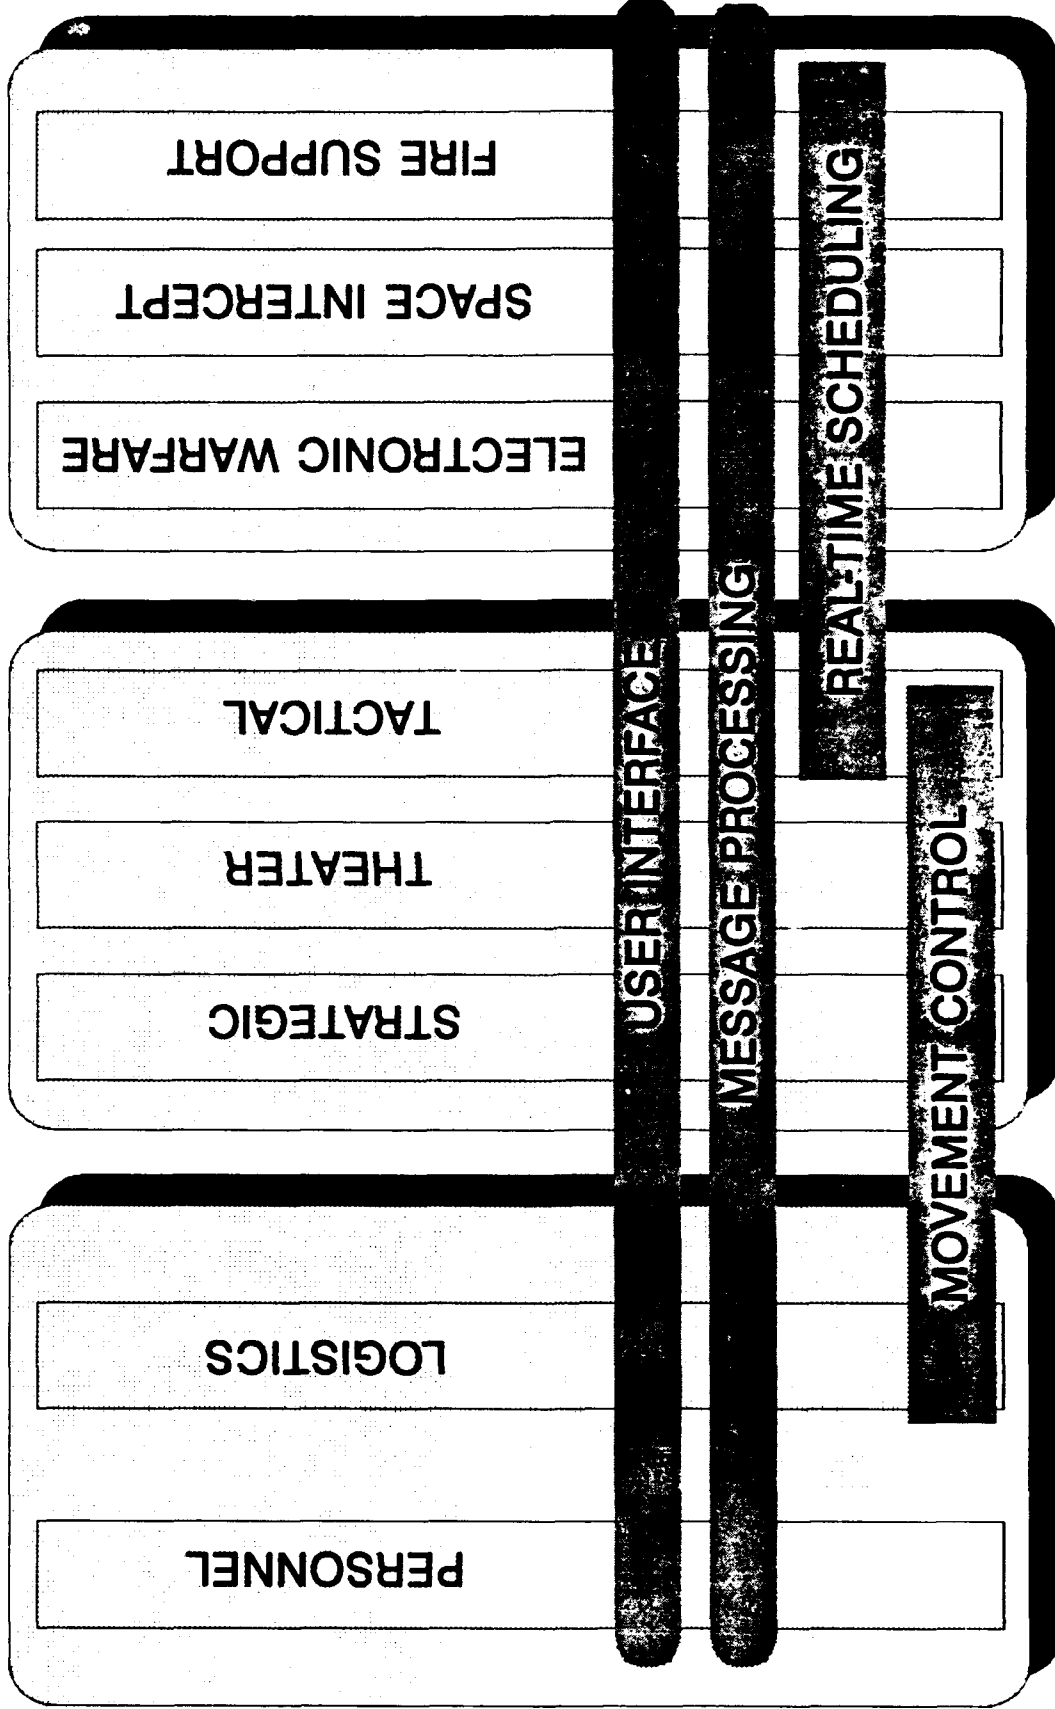 FIRE SUPPORT
SPACE INTERCEPT
ELECTRONIC WARFARE
TACTICAL
THEATER
STRATEGIC
LOGISTICS
PERSONNEL
USER INTERFACE
MESSAGE PROCESSING
REAL-TIME SCHEDULING
MOVEMENT CONTROL